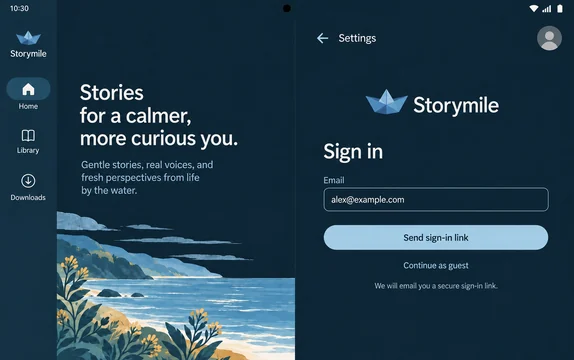 10:30
Storymile
Home
Library
Downloads
Stories
for a calmer,
more curious you.
Gentle stories, real voices, and
fresh perspectives from life
by the water.
Settings
Storymile
Sign in
Email
alex@example.com
Send sign-in link
Continue as guest
We will email you a secure sign-in link.